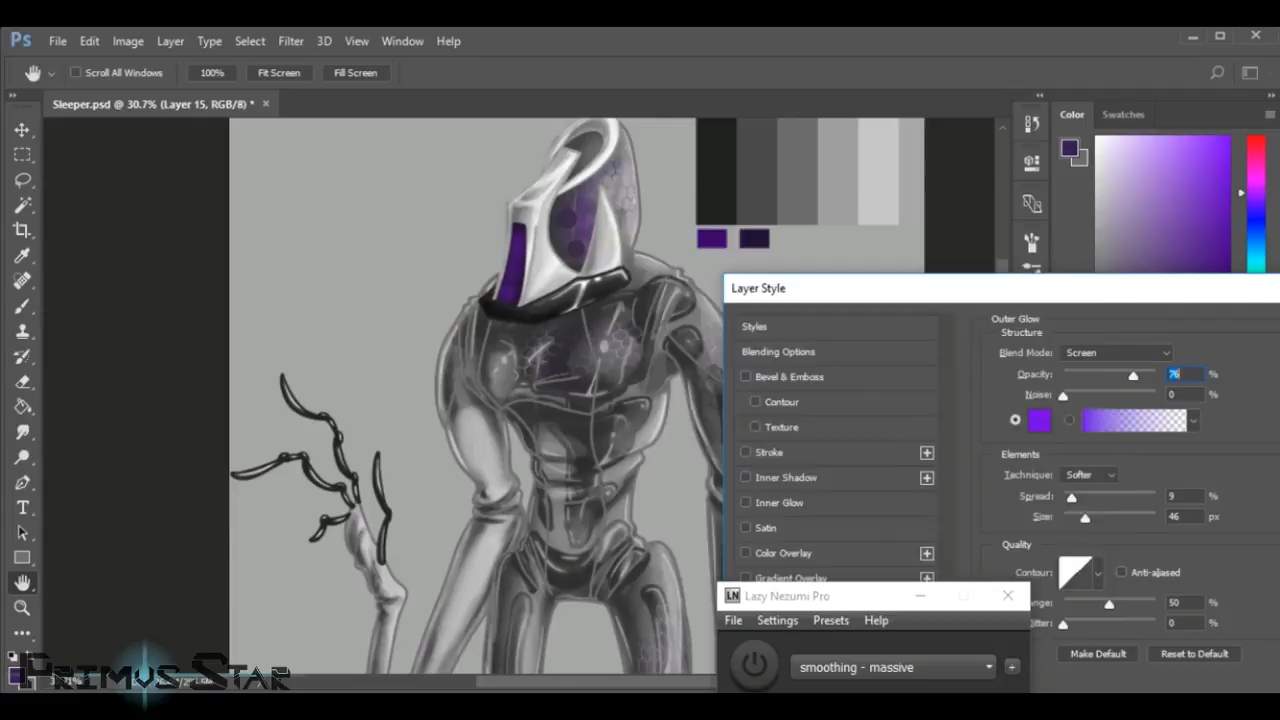 Ps File Edit Image Layer Type Select Filter 3D View Window Help
Scroll All Windows 100% Fit Screen Fill Screen
Sleeper.psd @ 30.7% (Layer 15, RGB/8) *
Color Swatches
Layer Style
Styles
Blending Options
Bevel & Emboss
Contour
Texture
Stroke
Inner Shadow
Inner Glow
Satin
Color Overlay
Gradient Overlay
Outer Glow
Structure
Blend Mode: Screen
Opacity: 76 %
Noise: 0 %
Elements
Technique: Softer
Spread: 9 %
Size: 46 px
Quality
Contour: Anti-aliased
50 %
0 %
Make Default Reset to Default
LN Lazy Nezumi Pro
File Settings Presets Help
smoothing - massive
Primus Star